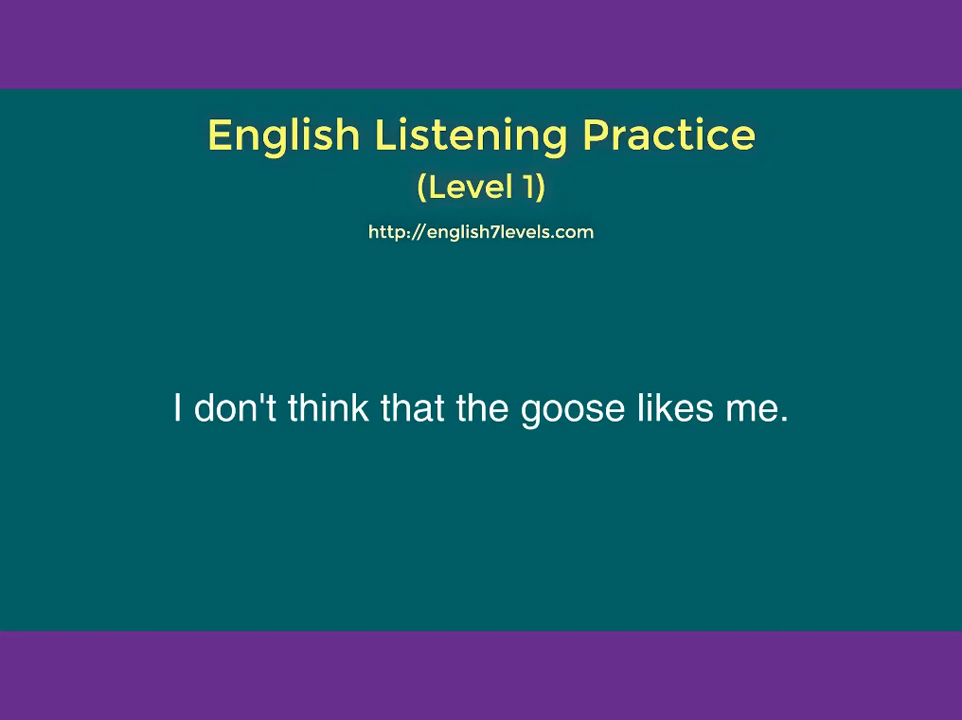 English Listening Practice
(Level 1)
http://english7levels.com
I don't think that the goose likes me.